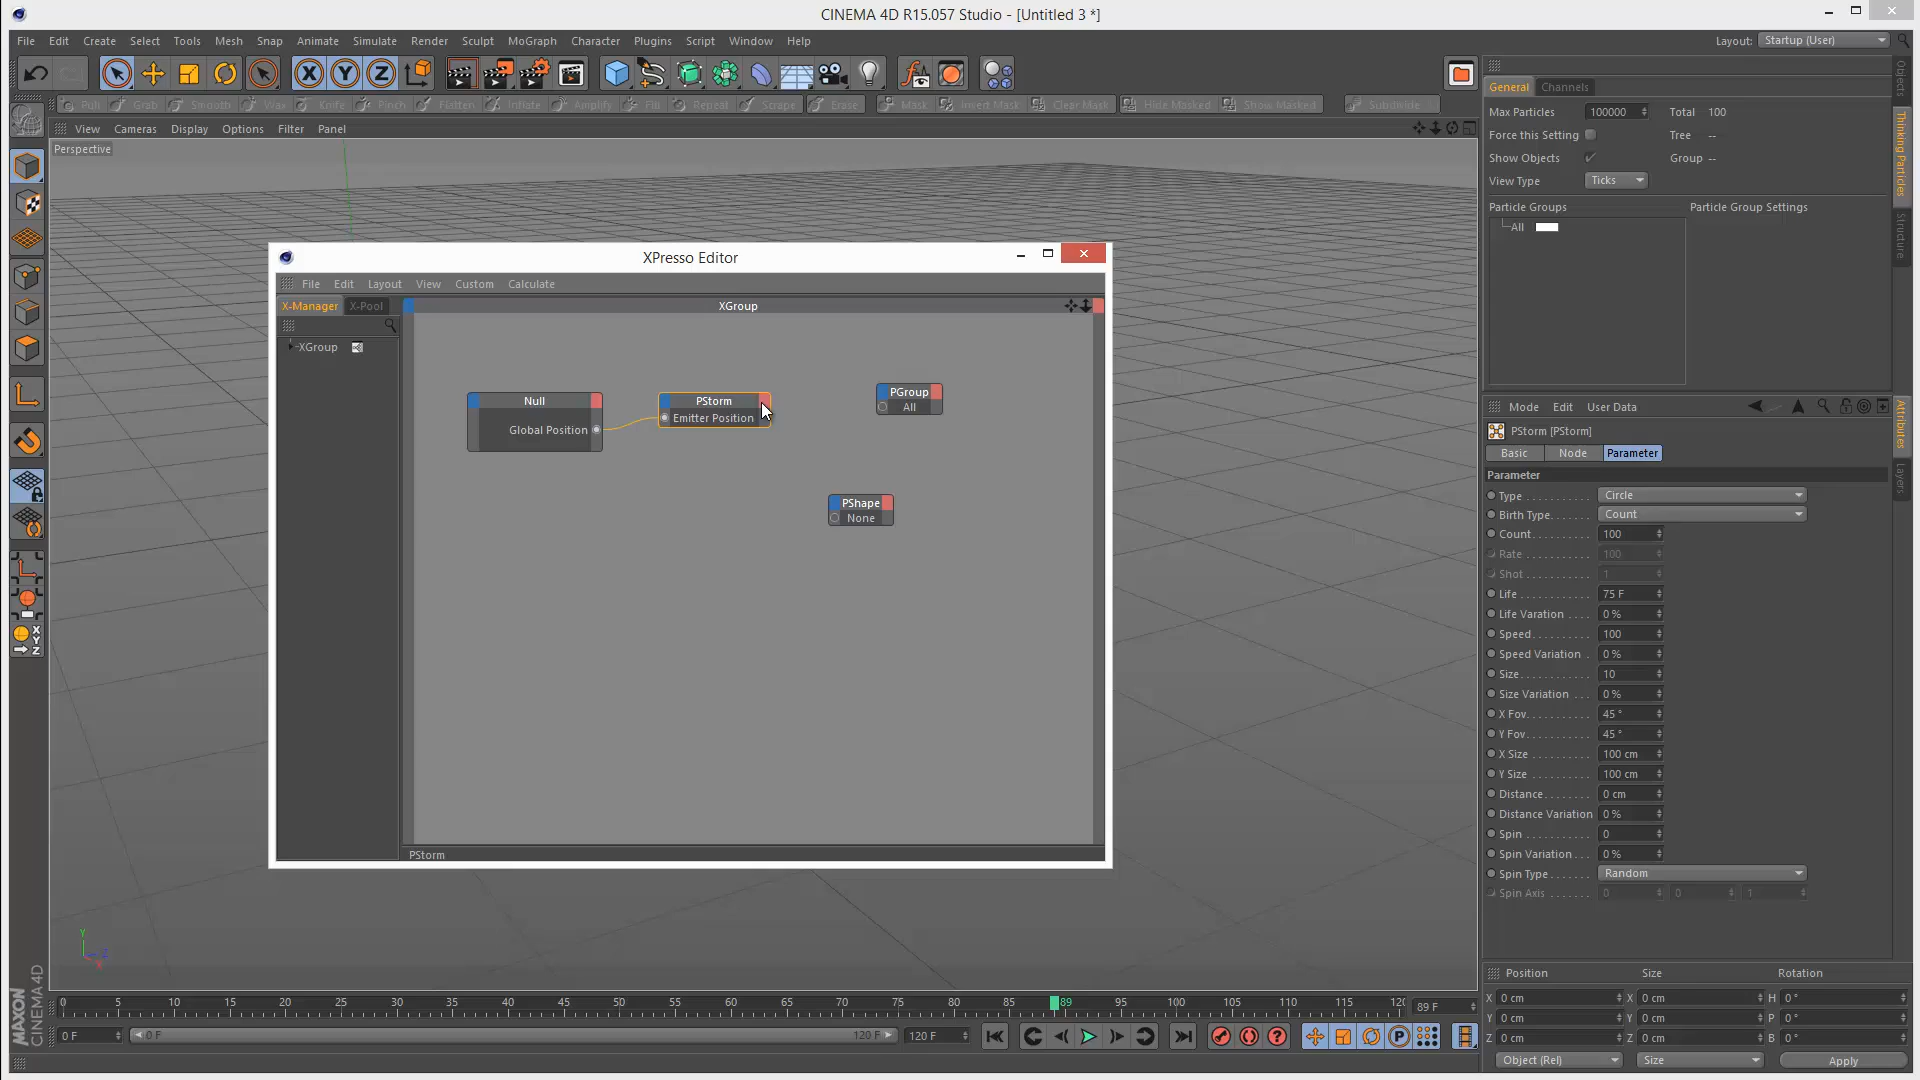 CINEMA 4D R15.057 Studio - [Untitled 3 *]
File Edit Create Select Tools Mesh Snap Animate Simulate Render Sculpt MoGraph Character Plugins Script Window Help
Layout: Startup (User)
Pull Grab Smooth Wax Knife Pinch Flatten Inflate Amplify Fill Repeat Scrape Erase Mask Invert Mask Clear Mask Hide Masked Show Masked Subdivide
View Cameras Display Options Filter Panel
Perspective
XPresso Editor
File Edit Layout View Custom Calculate
X-Manager X-Pool
XGroup
XGroup
Null
Global Position
PStorm
Emitter Position
PGroup
All
PShape
None
PStorm
Y
Z
X
General Channels
Max Particles 100000 Total 100
Force this Setting Tree --
Show Objects Group --
View Type Ticks
Particle Groups Particle Group Settings
All
Objects
Thinking Particles
Structure
Mode Edit User Data
PStorm [PStorm]
Basic Node Parameter
Parameter
Type Circle
Birth Type Count
Count 100
Rate 100
Shot 1
Life 75 F
Life Varation 0 %
Speed 100
Speed Variation 0 %
Size 10
Size Variation 0 %
X Fov 45 °
Y Fov 45 °
X Size 100 cm
Y Size 100 cm
Distance 0 cm
Distance Variation 0 %
Spin 0
Spin Variation 0 %
Spin Type Random
Spin Axis 0 0 1
Attributes
Layers
0 5 10 15 20 25 30 35 40 45 50 55 60 65 70 75 80 85 89 95 100 105 110 115 120
89 F
0 F 0 F 120 F 120 F
Position Size Rotation
X 0 cm X 0 cm H 0 °
Y 0 cm Y 0 cm P 0 °
Z 0 cm Z 0 cm B 0 °
Object (Rel) Size Apply
MAXON
CINEMA 4D